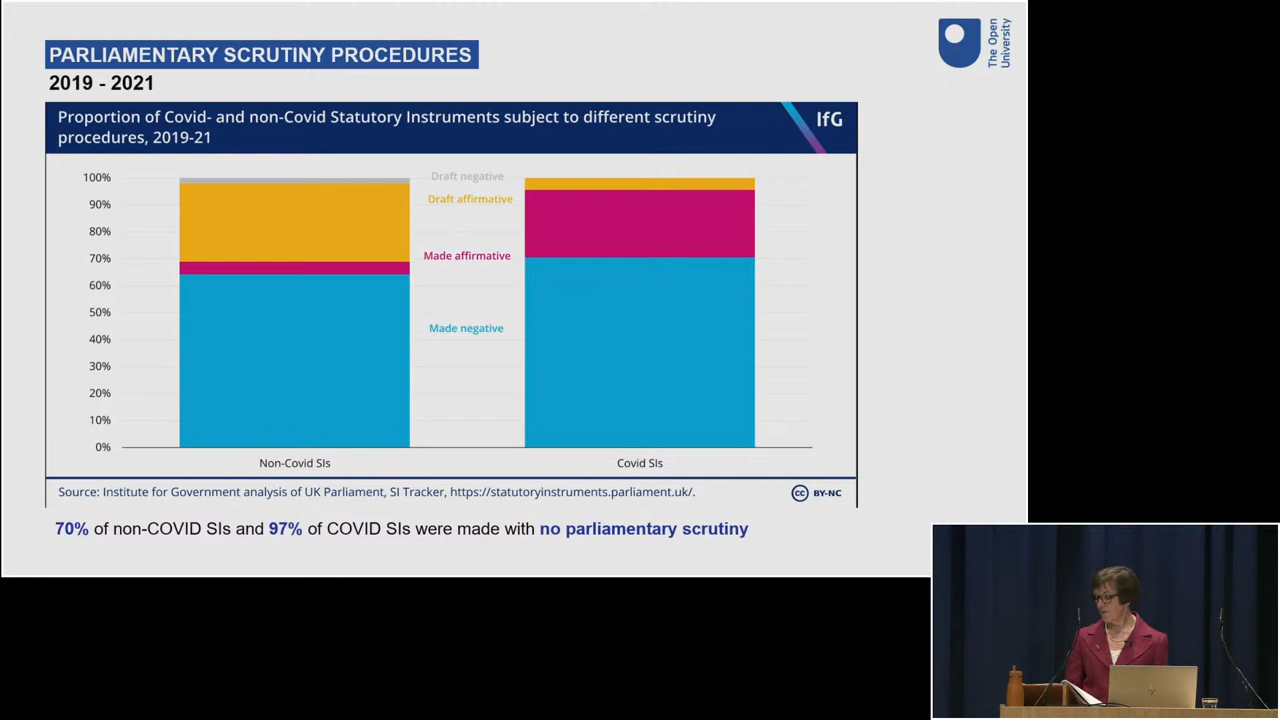 PARLIAMENTARY SCRUTINY PROCEDURES
2019 - 2021
The Open
University
Proportion of Covid- and non-Covid Statutory Instruments subject to different scrutiny
procedures, 2019-21
IfG
100%
90%
80%
70%
60%
50%
40%
30%
20%
10%
0%
Draft negative
Draft affirmative
Made affirmative
Made negative
Non-Covid SIs
Covid SIs
Source: Institute for Government analysis of UK Parliament, SI Tracker, https://statutoryinstruments.parliament.uk/.
cc BY-NC
70% of non-COVID SIs and 97% of COVID SIs were made with no parliamentary scrutiny